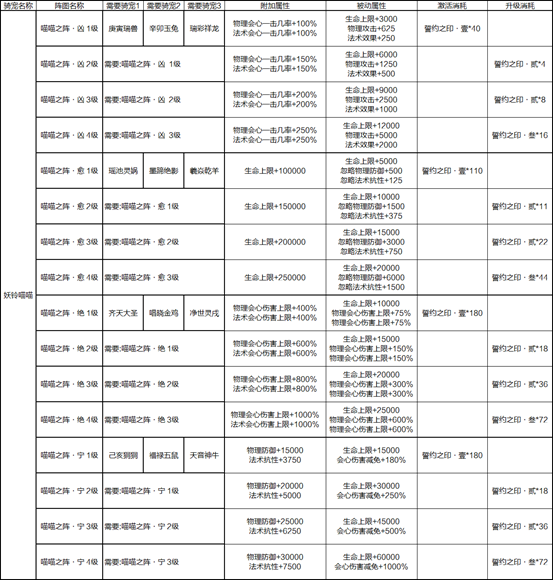 骑宠名称 阵图名称 需要骑宠1 需要骑宠2 需要骑宠3 附加属性 被动属性 激活消耗 升级消耗
妖铃喵喵
喵喵之阵·凶 1级 庚寅瑞兽 辛卯玉兔 瑞彩祥龙 物理会心一击几率+100% 法术会心一击几率+100% 生命上限+3000 物理攻击+625 法术效果+250 誓约之印·壹*40
喵喵之阵·凶 2级 需要:喵喵之阵·凶 1级 物理会心一击几率+150% 法术会心一击几率+150% 生命上限+6000 物理攻击+1250 法术效果+500 誓约之印·贰*4
喵喵之阵·凶 3级 需要:喵喵之阵·凶 2级 物理会心一击几率+200% 法术会心一击几率+200% 生命上限+9000 物理攻击+2500 法术效果+1000 誓约之印·贰*8
喵喵之阵·凶 4级 需要:喵喵之阵·凶 3级 物理会心一击几率+250% 法术会心一击几率+250% 生命上限+12000 物理攻击+5000 法术效果+2000 誓约之印·叁*16
喵喵之阵·愈 1级 瑶池灵娲 墨蹄绝影 羲焱乾羊 生命上限+100000 生命上限+5000 忽略物理防御+500 忽略法术抗性+125 誓约之印·壹*110
喵喵之阵·愈 2级 需要:喵喵之阵·愈 1级 生命上限+150000 生命上限+10000 忽略物理防御+1500 忽略法术抗性+375 誓约之印·贰*11
喵喵之阵·愈 3级 需要:喵喵之阵·愈 2级 生命上限+200000 生命上限+15000 忽略物理防御+3000 忽略法术抗性+750 誓约之印·贰*22
喵喵之阵·愈 4级 需要:喵喵之阵·愈 3级 生命上限+250000 生命上限+20000 忽略物理防御+6000 忽略法术抗性+1500 誓约之印·叁*44
喵喵之阵·绝 1级 齐天大圣 唱晓金鸡 净世灵戌 物理会心伤害上限+400% 法术会心伤害上限+400% 生命上限+10000 物理会心伤害上限+75% 物理会心伤害上限+75% 誓约之印·壹*180
喵喵之阵·绝 2级 需要:喵喵之阵·绝 1级 物理会心伤害上限+600% 法术会心伤害上限+600% 生命上限+15000 物理会心伤害上限+150% 物理会心伤害上限+150% 誓约之印·贰*18
喵喵之阵·绝 3级 需要:喵喵之阵·绝 2级 物理会心伤害上限+800% 法术会心伤害上限+800% 生命上限+20000 物理会心伤害上限+300% 物理会心伤害上限+300% 誓约之印·贰*36
喵喵之阵·绝 4级 需要:喵喵之阵·绝 3级 物理会心伤害上限+1000% 法术会心伤害上限+1000% 生命上限+25000 物理会心伤害上限+600% 物理会心伤害上限+600% 誓约之印·叁*72
喵喵之阵·宁 1级 己亥狪狪 福禄五鼠 天音神牛 物理防御+15000 法术抗性+3750 生命上限+15000 会心伤害减免+180% 誓约之印·壹*180
喵喵之阵·宁 2级 需要:喵喵之阵·宁 1级 物理防御+20000 法术抗性+5000 生命上限+30000 会心伤害减免+250% 誓约之印·贰*18
喵喵之阵·宁 3级 需要:喵喵之阵·宁 2级 物理防御+25000 法术抗性+6250 生命上限+45000 会心伤害减免+500% 誓约之印·贰*36
喵喵之阵·宁 4级 需要:喵喵之阵·宁 3级 物理防御+30000 法术抗性+7500 生命上限+60000 会心伤害减免+1000% 誓约之印·叁*72